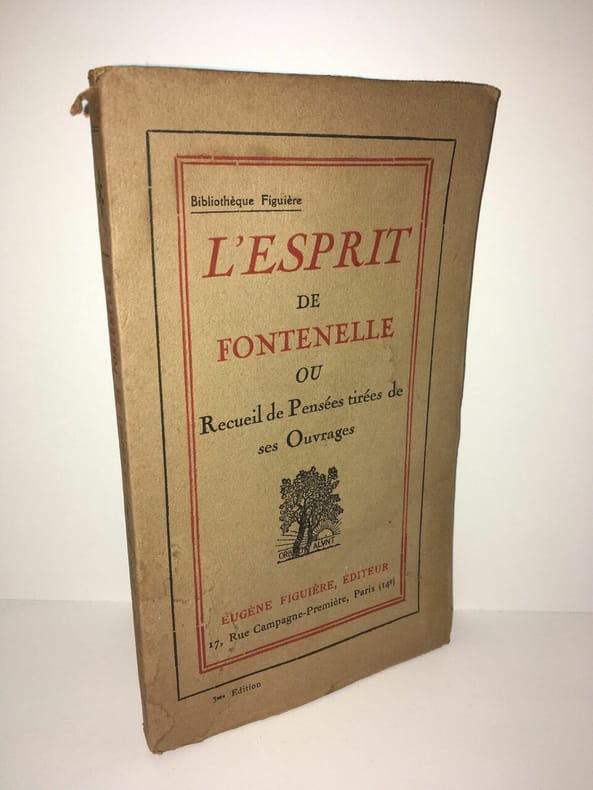 Bibliothèque Figuière
L'ESPRIT
DE
FONTENELLE
OU
Recueil de Pensées tirées de
ses Ouvrages
EUGÈNE FIGUIÈRE, ÉDITEUR
17, Rue Campagne-Première, Paris (14e)
3me Edition